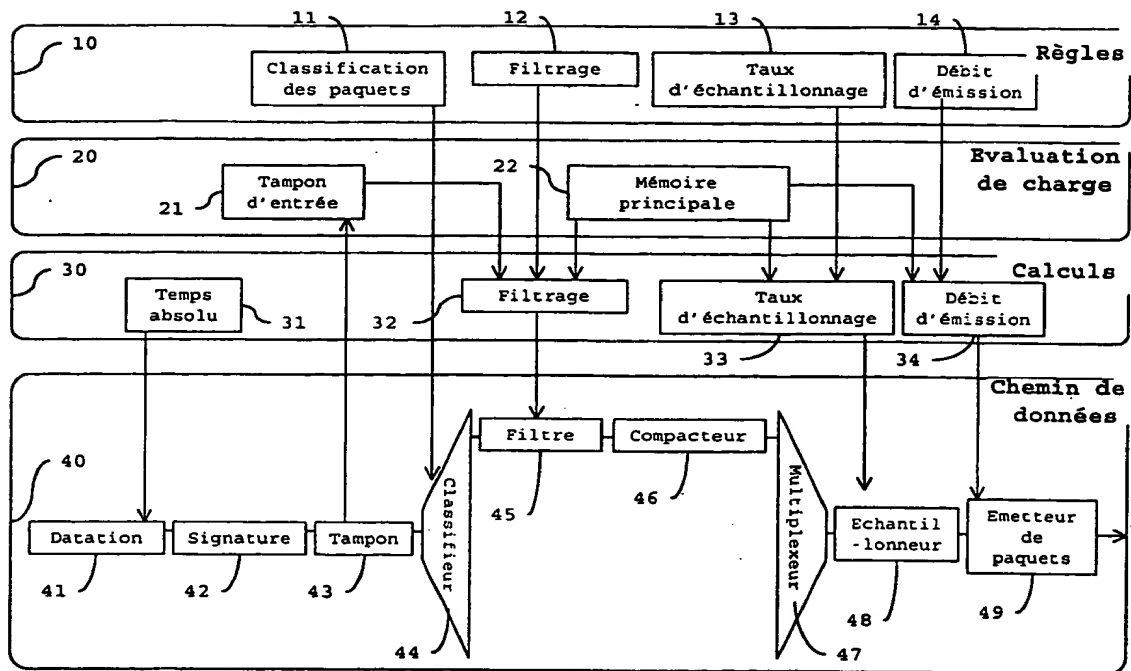 11
12
13
14
10
Règles
Classification
des paquets
Filtrage
Taux
d'échantillonnage
Débit
d'émission
20
Evaluation
de charge
Tampon
d'entrée
21
22
Mémoire
principale
30
Calculs
Temps
absolu
31
32
Filtrage
Taux
d'échantillonnage
33
Débit
d'émission
34
Chemin de
données
40
Filtre
Compacteur
45
46
Classifieur
Multiplexeur
Datation
Signature
Tampon
Echantil
-lonneur
Emetteur
de
paquets
41
42
43
44
47
48
49